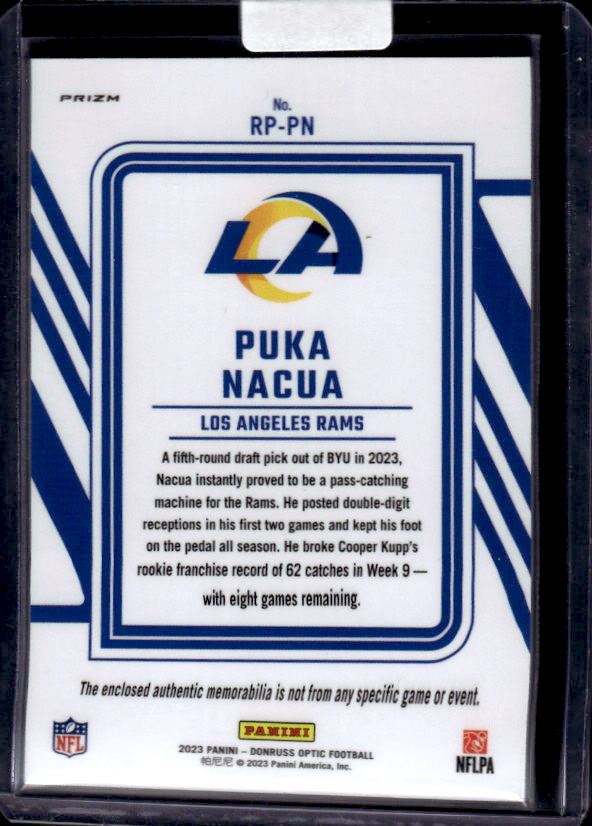 PRIZM
No.
RP-PN
LA
PUKA
NACUA
LOS ANGELES RAMS
A fifth-round draft pick out of BYU in 2023,
Nacua instantly proved to be a pass-catching
machine for the Rams. He posted double-digit
receptions in his first two games and kept his foot
on the pedal all season. He broke Cooper Kupp's
rookie franchise record of 62 catches in Week 9 —
with eight games remaining.
The enclosed authentic memorabilia is not from any specific game or event.
NFL
PANINI
2023 PANINI – DONRUSS OPTIC FOOTBALL
帕尼尼 © 2023 Panini America, Inc.
NFLPA